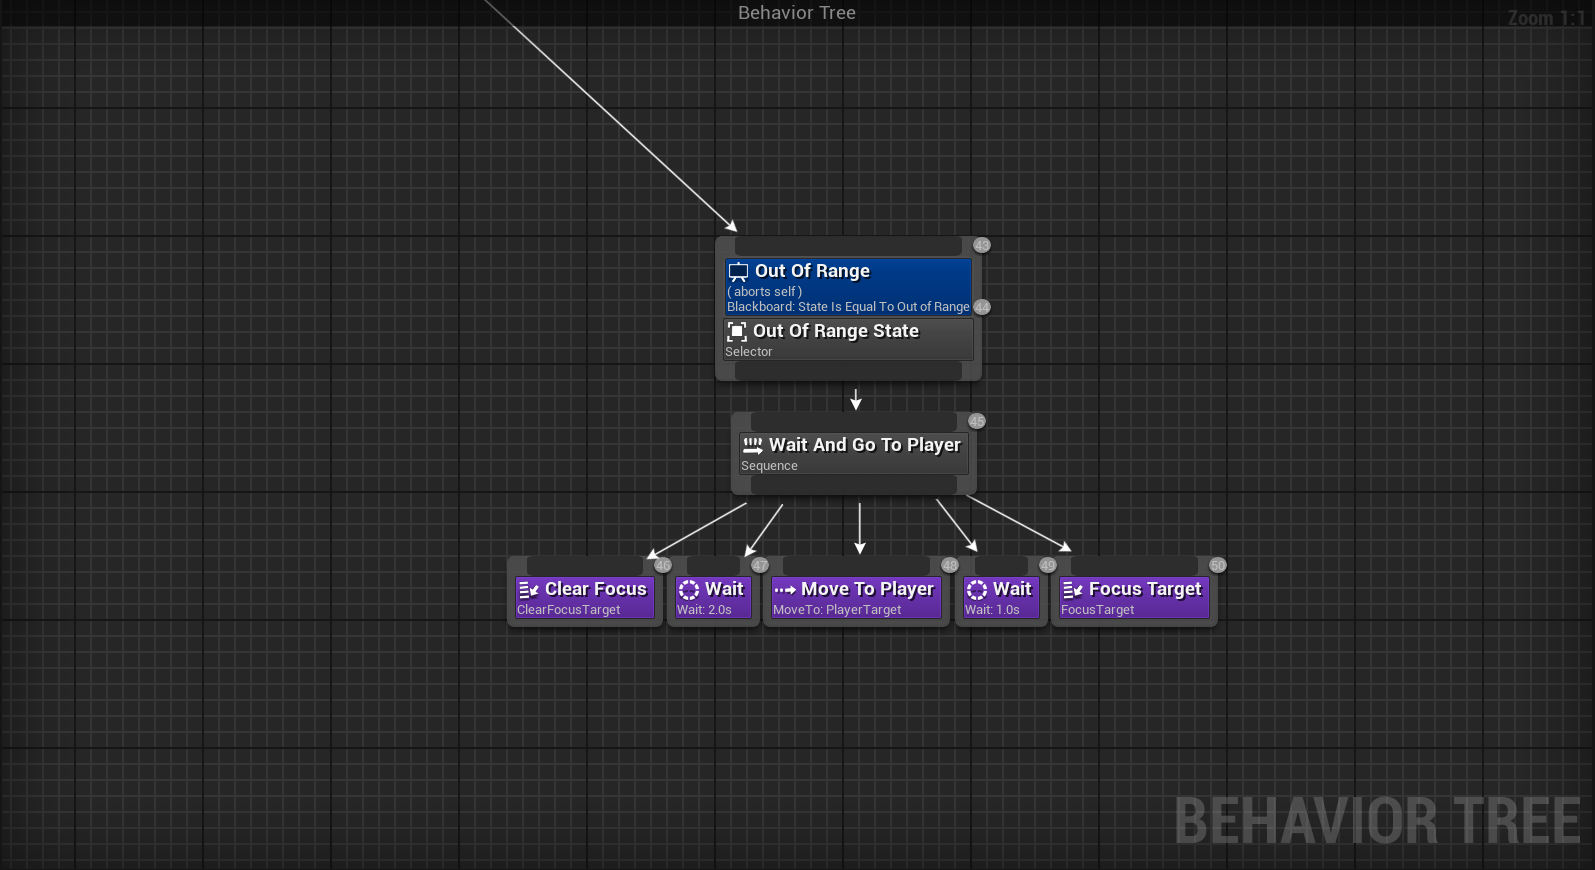 Behavior Tree
Zoom 1:1
43
Out Of Range
( aborts self )
Blackboard: State Is Equal To Out of Range
44
Out Of Range State
Selector
45
Wait And Go To Player
Sequence
46
Clear Focus
ClearFocusTarget
47
Wait
Wait: 2.0s
48
Move To Player
MoveTo: PlayerTarget
49
Wait
Wait: 1.0s
50
Focus Target
FocusTarget
BEHAVIOR TREE